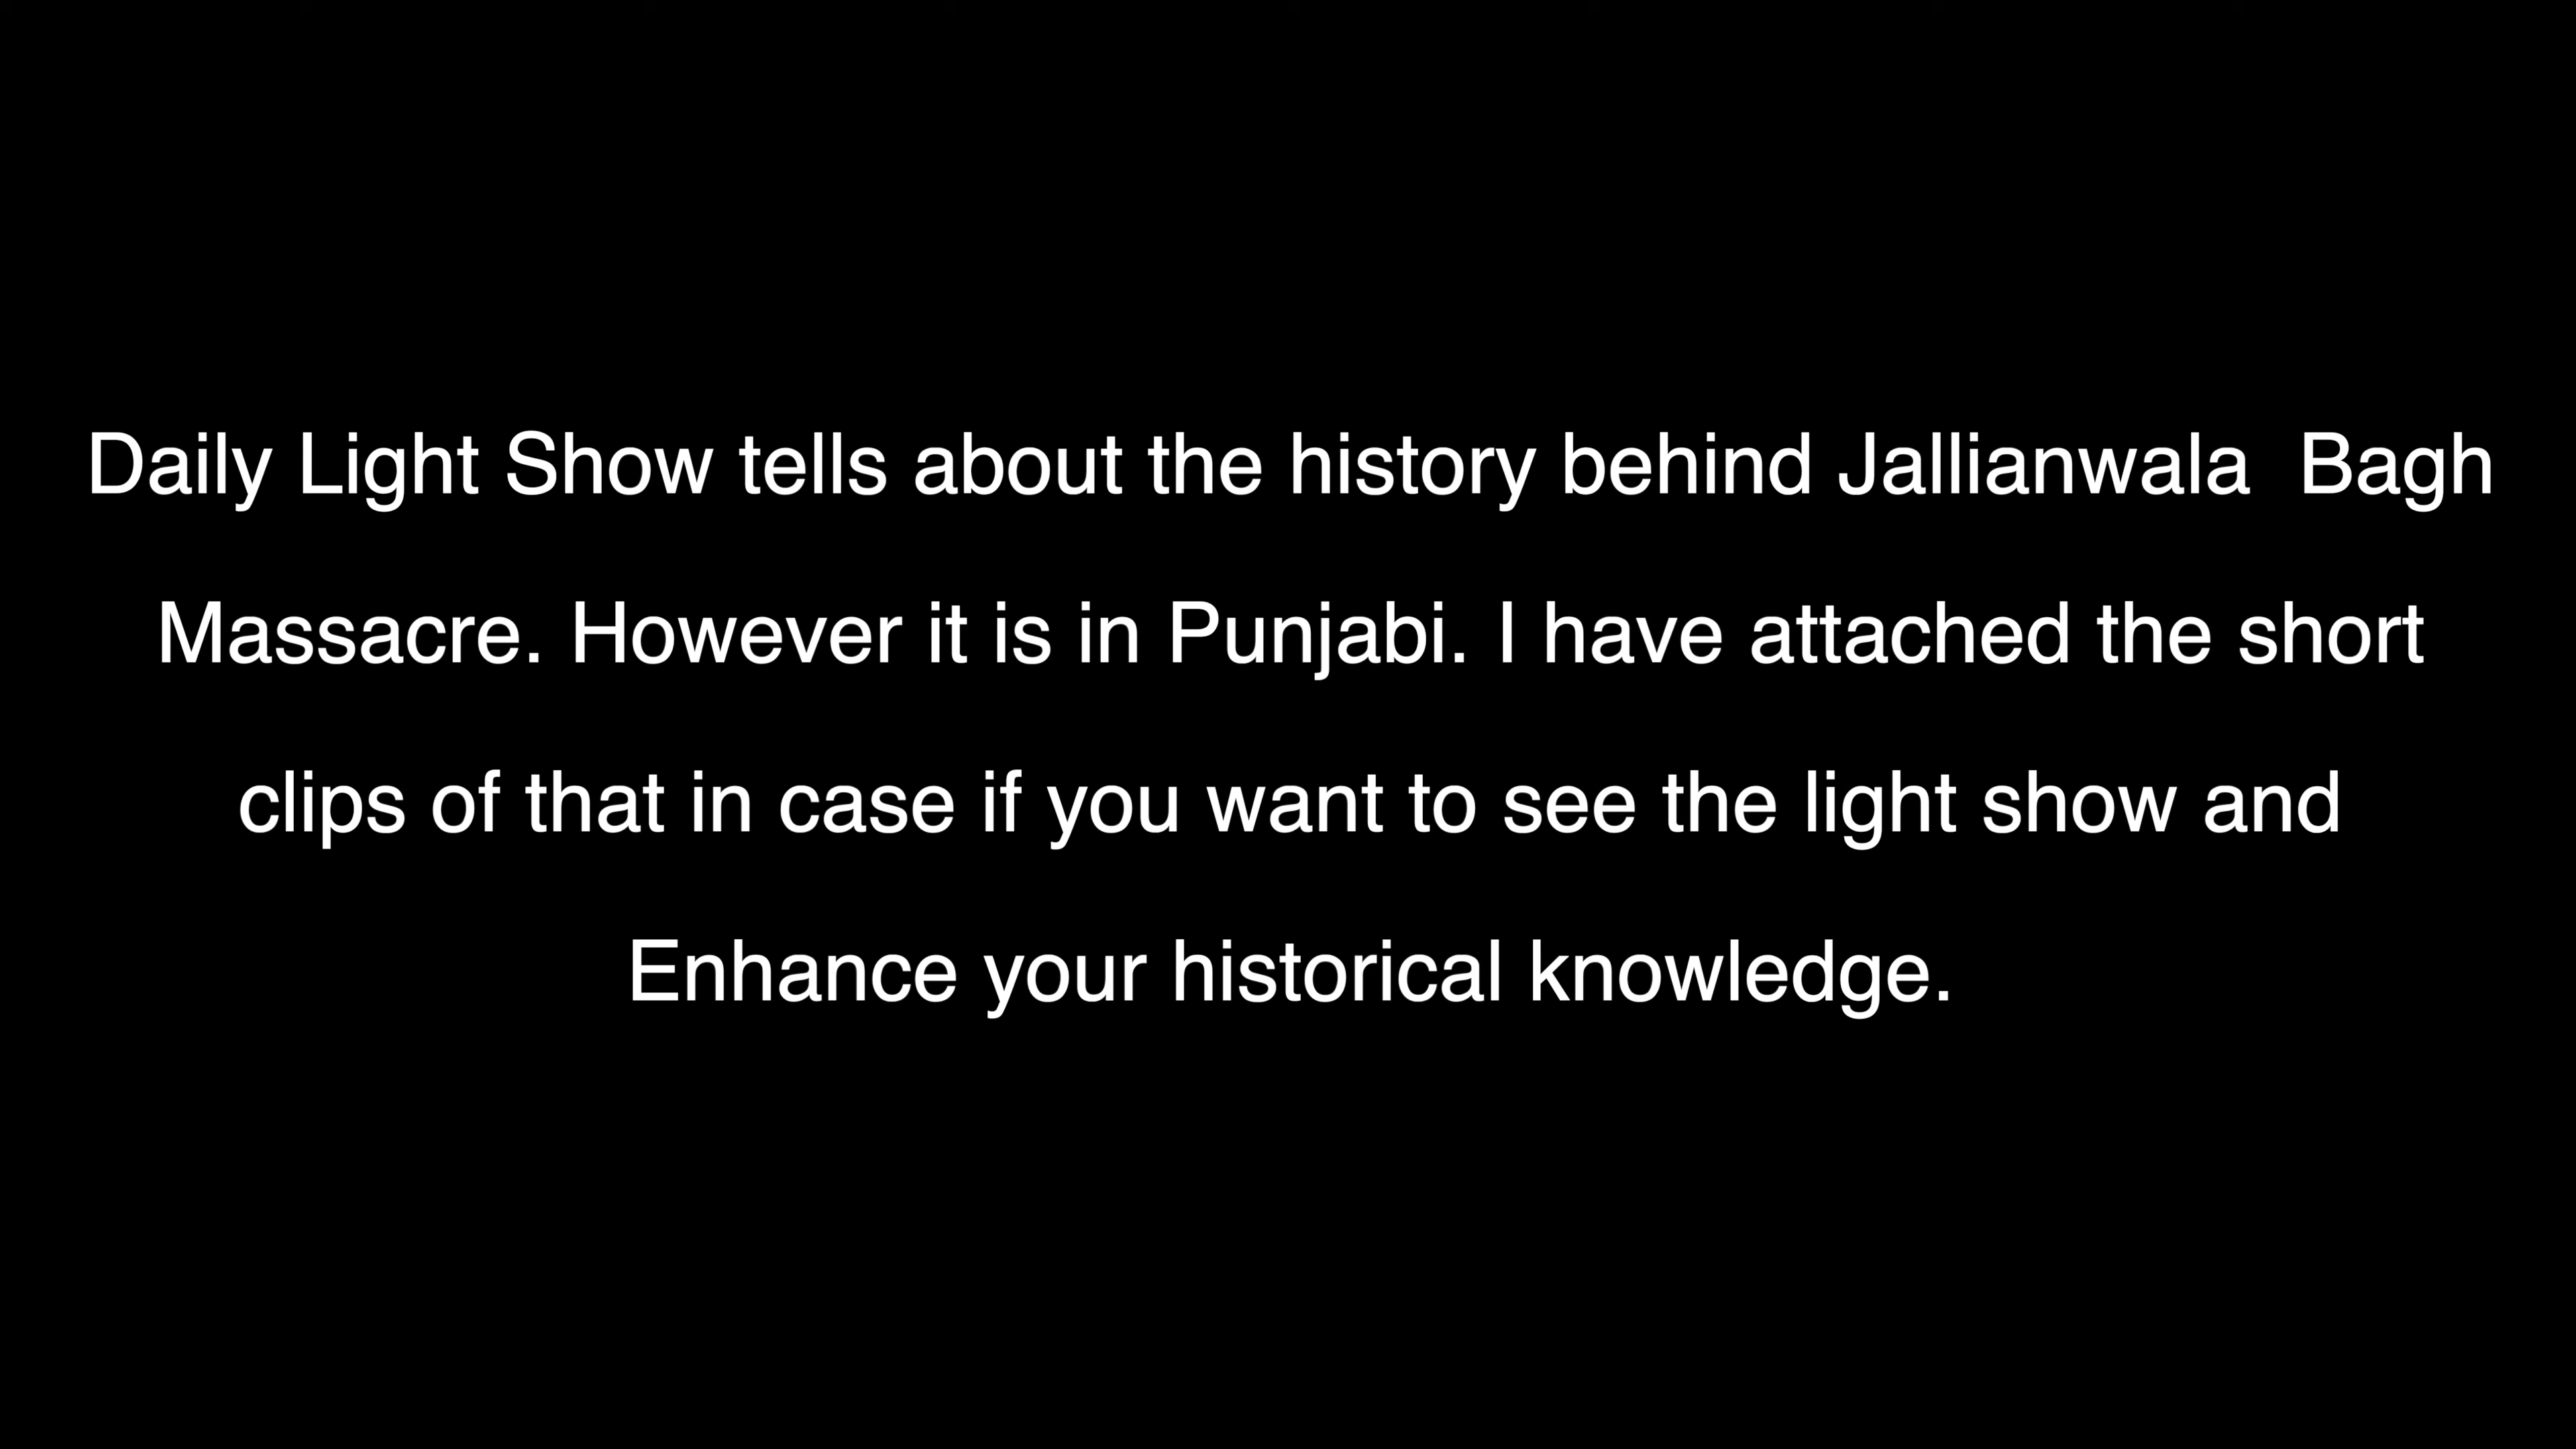 Daily Light Show tells about the history behind Jallianwala  Bagh
Massacre. However it is in Punjabi. I have attached the short
clips of that in case if you want to see the light show and
Enhance your historical knowledge.